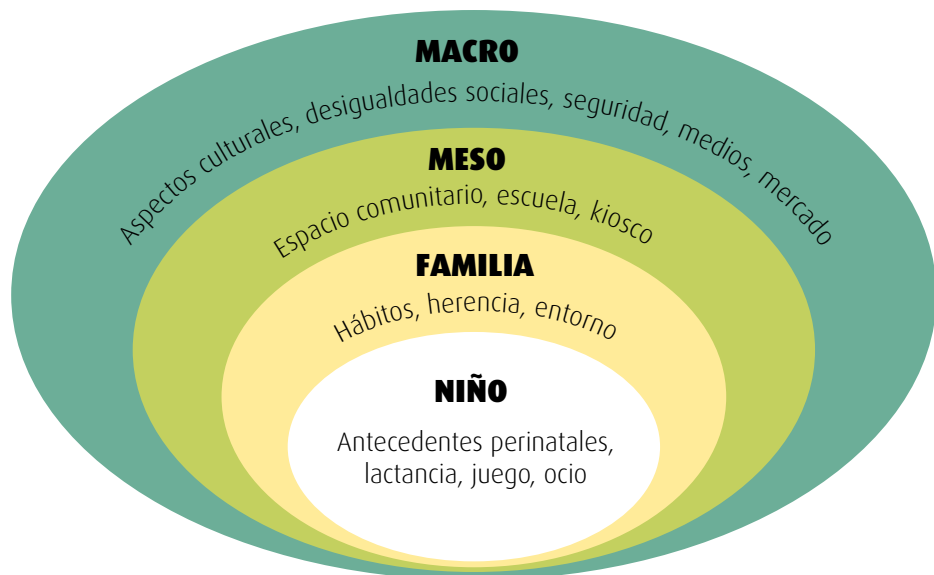 MACRO
Aspectos culturales, desigualdades sociales, seguridad, medios, mercado
MESO
Espacio comunitario, escuela, kiosco
FAMILIA
Hábitos, herencia, entorno
NIÑO
Antecedentes perinatales,
lactancia, juego, ocio